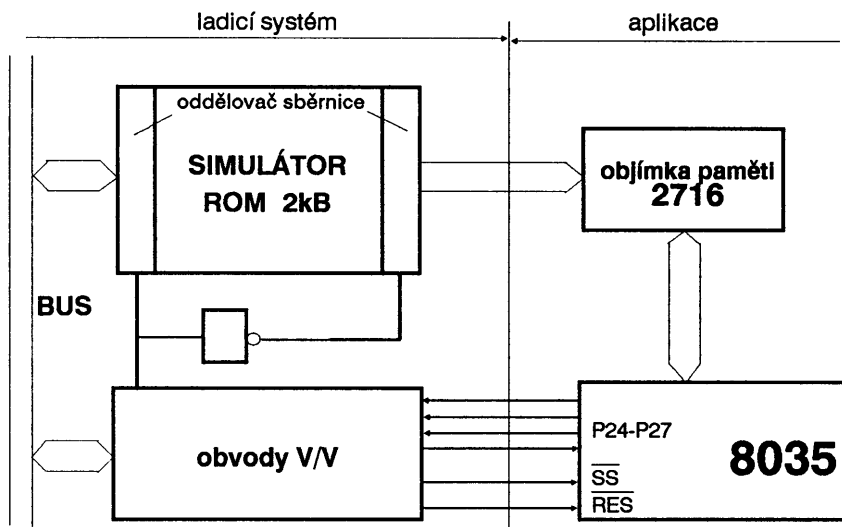 ladicí systém
aplikace
oddělovač sběrnice
SIMULÁTOR
ROM 2kB
objímka paměti
2716
BUS
obvody V/V
P24-P27
SS
RES
8035